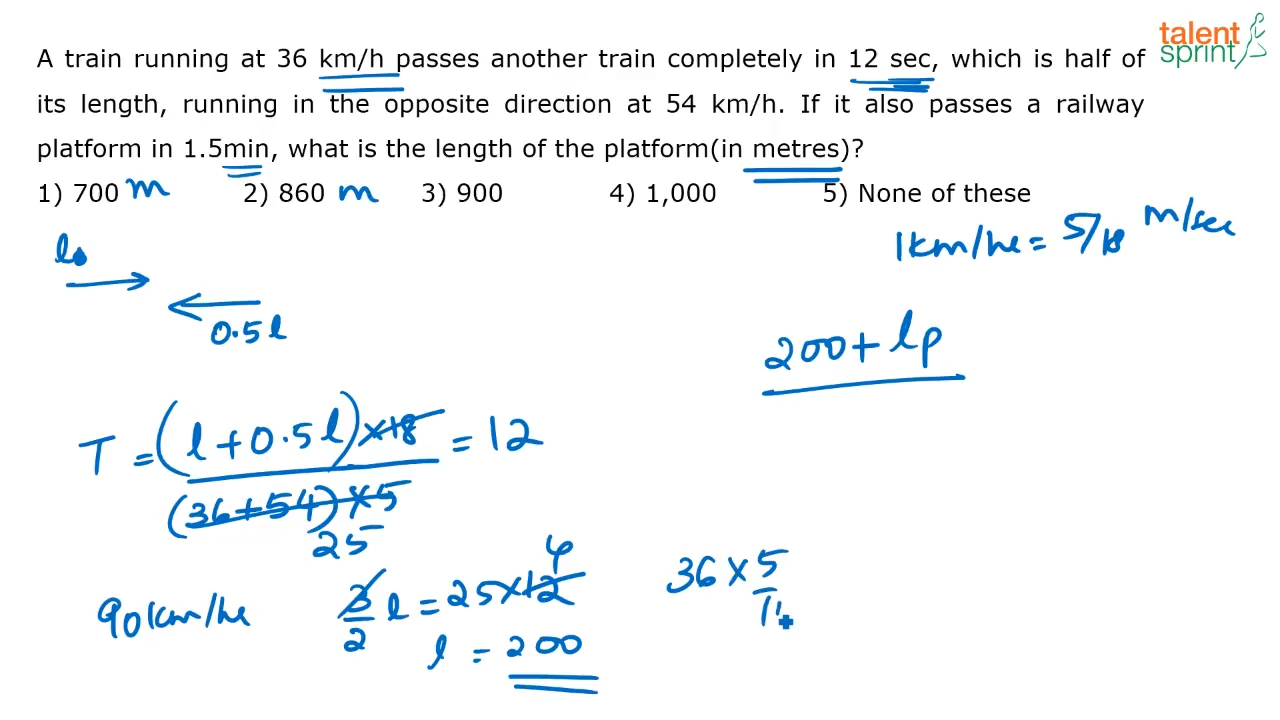 talent
sprint
A train running at 36 km/h passes another train completely in 12 sec, which is half of
its length, running in the opposite direction at 54 km/h. If it also passes a railway
platform in 1.5min, what is the length of the platform(in metres)?
1) 700 m 2) 860 m 3) 900 4) 1,000 5) None of these
1km/hr = 5/18 m/sec
l
0.5l
200 + lp
T = (l + 0.5l) × 18 = 12
(36 + 54) × 5
25
4
90 km/hr 3/2 l = 25 × 12 36 × 5
l = 200